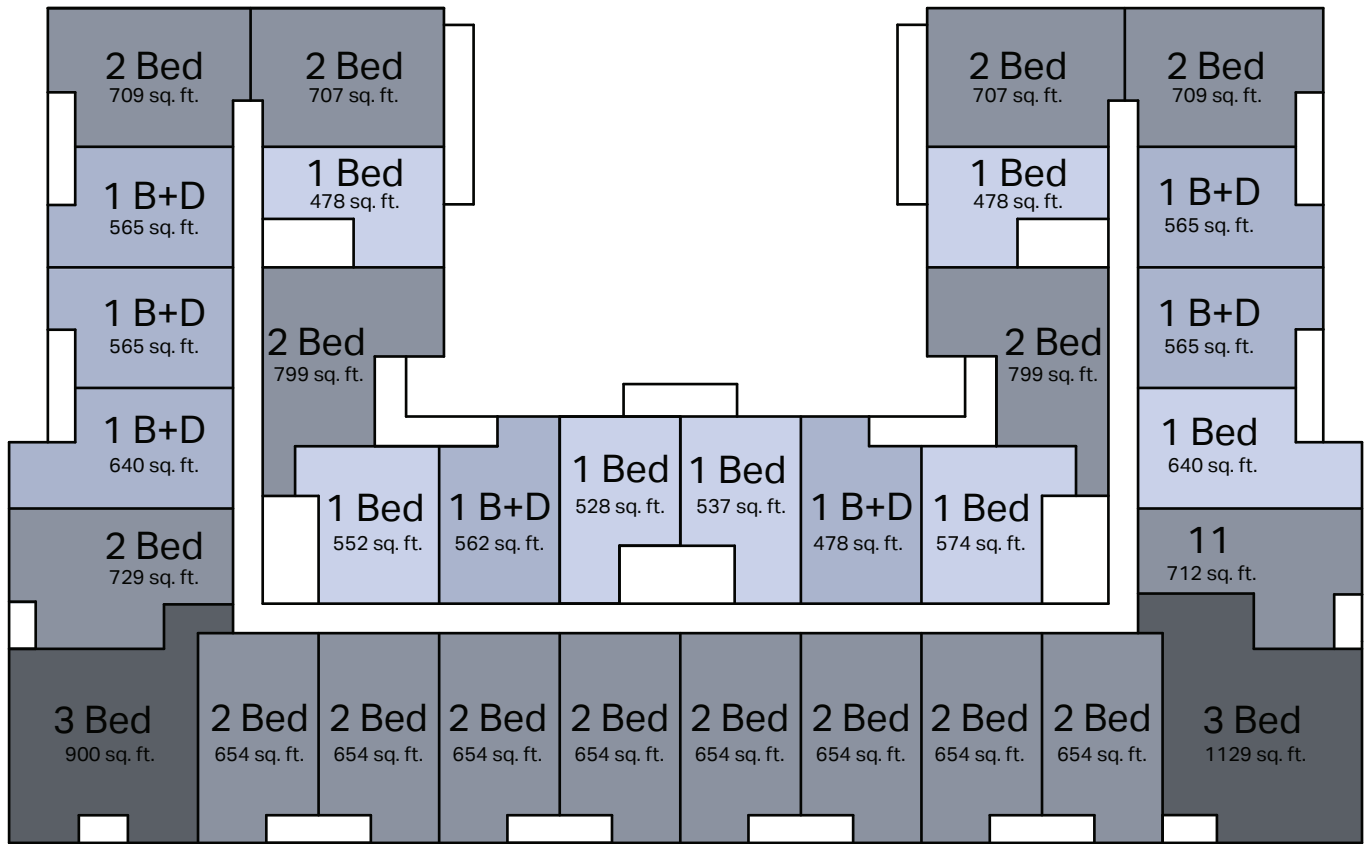 2 Bed
709 sq. ft.
2 Bed
707 sq. ft.
2 Bed
707 sq. ft.
2 Bed
709 sq. ft.
1 B+D
565 sq. ft.
1 Bed
478 sq. ft.
1 Bed
478 sq. ft.
1 B+D
565 sq. ft.
1 B+D
565 sq. ft.
2 Bed
799 sq. ft.
2 Bed
799 sq. ft.
1 B+D
565 sq. ft.
1 B+D
640 sq. ft.
1 Bed
640 sq. ft.
1 Bed
552 sq. ft.
1 B+D
562 sq. ft.
1 Bed
528 sq. ft.
1 Bed
537 sq. ft.
1 B+D
478 sq. ft.
1 Bed
574 sq. ft.
2 Bed
729 sq. ft.
11
712 sq. ft.
3 Bed
900 sq. ft.
2 Bed
654 sq. ft.
2 Bed
654 sq. ft.
2 Bed
654 sq. ft.
2 Bed
654 sq. ft.
2 Bed
654 sq. ft.
2 Bed
654 sq. ft.
2 Bed
654 sq. ft.
2 Bed
654 sq. ft.
3 Bed
1129 sq. ft.